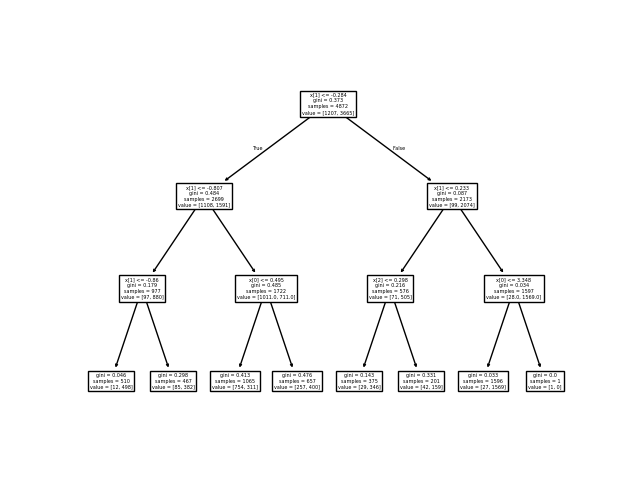 x[1] <= -0.284
gini = 0.373
samples = 4872
value = [1207, 3665]
True
False
x[1] <= -0.807
gini = 0.484
samples = 2699
value = [1108, 1591]
x[1] <= 0.233
gini = 0.087
samples = 2173
value = [99, 2074]
x[1] <= -0.86
gini = 0.179
samples = 977
value = [97, 880]
x[0] <= 0.495
gini = 0.485
samples = 1722
value = [1011.0, 711.0]
x[2] <= 0.298
gini = 0.216
samples = 576
value = [71, 505]
x[0] <= 3.348
gini = 0.034
samples = 1597
value = [28.0, 1569.0]
gini = 0.046
samples = 510
value = [12, 498]
gini = 0.298
samples = 467
value = [85, 382]
gini = 0.413
samples = 1065
value = [754, 311]
gini = 0.476
samples = 657
value = [257, 400]
gini = 0.143
samples = 375
value = [29, 346]
gini = 0.331
samples = 201
value = [42, 159]
gini = 0.033
samples = 1596
value = [27, 1569]
gini = 0.0
samples = 1
value = [1, 0]